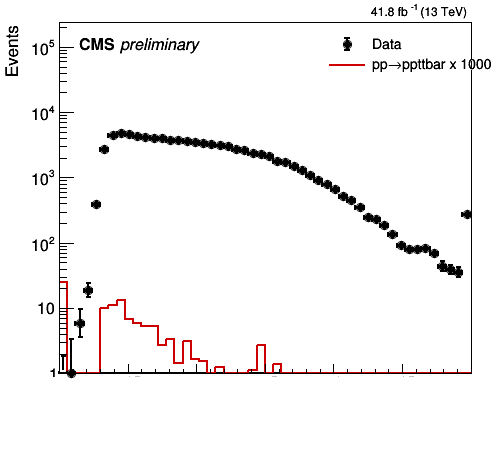 41.8 fb⁻¹ (13 TeV)
Events
CMS preliminary
Data
pp→ppttbar x 1000
10⁵
10⁴
10³
10²
10
1